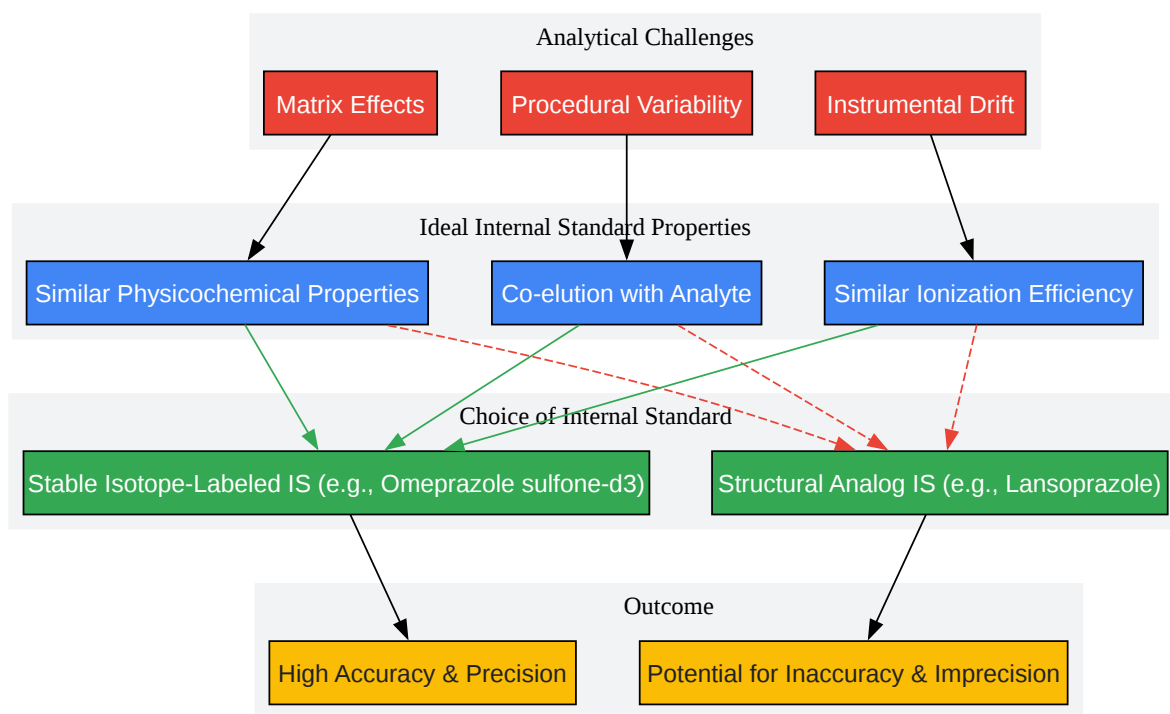 Analytical Challenges
Matrix Effects
Procedural Variability
Instrumental Drift
Ideal Internal Standard Properties
Similar Physicochemical Properties
Co-elution with Analyte
Similar Ionization Efficiency
Choice of Internal Standard
Stable Isotope-Labeled IS (e.g., Omeprazole sulfone-d3)
Structural Analog IS (e.g., Lansoprazole)
Outcome
High Accuracy & Precision
Potential for Inaccuracy & Imprecision